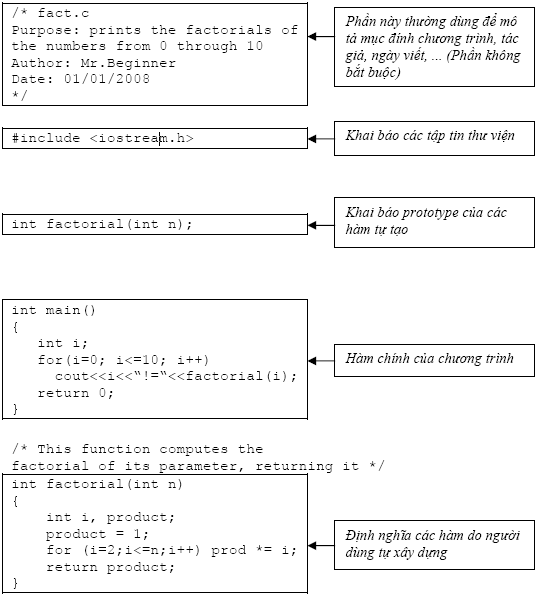 /* fact.c
Purpose: prints the factorials of
the numbers from 0 through 10
Author: Mr.Beginner
Date: 01/01/2008
*/
Phần này thường dùng để mô
tả mục đính chương trình, tác
giả, ngày viết, ... (Phần không
bắt buộc)
#include <iostream.h>
Khai báo các tập tin thư viện
int factorial(int n);
Khai báo prototype của các
hàm tự tạo
int main()
{
int i;
for(i=0; i<=10; i++)
cout<<i<<“!=“<<factorial(i);
return 0;
}
Hàm chính của chương trình
/* This function computes the
factorial of its parameter, returning it */
int factorial(int n)
{
int i, product;
product = 1;
for (i=2;i<=n;i++) prod *= i;
return product;
}
Định nghĩa các hàm do người
dùng tự xây dựng